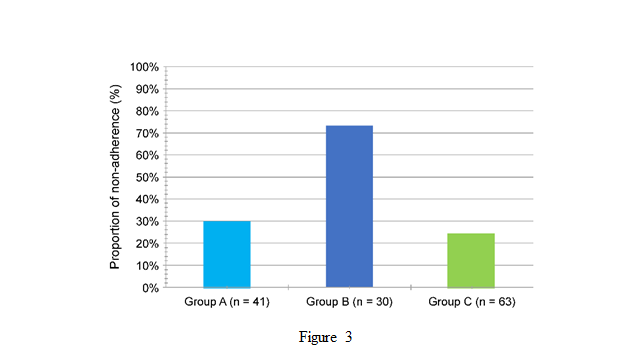 Proportion of non-adherence (%)
100%
90%
80%
70%
60%
50%
40%
30%
20%
10%
0%
Group A (n = 41)
Group B (n = 30)
Group C (n = 63)
Figure 3